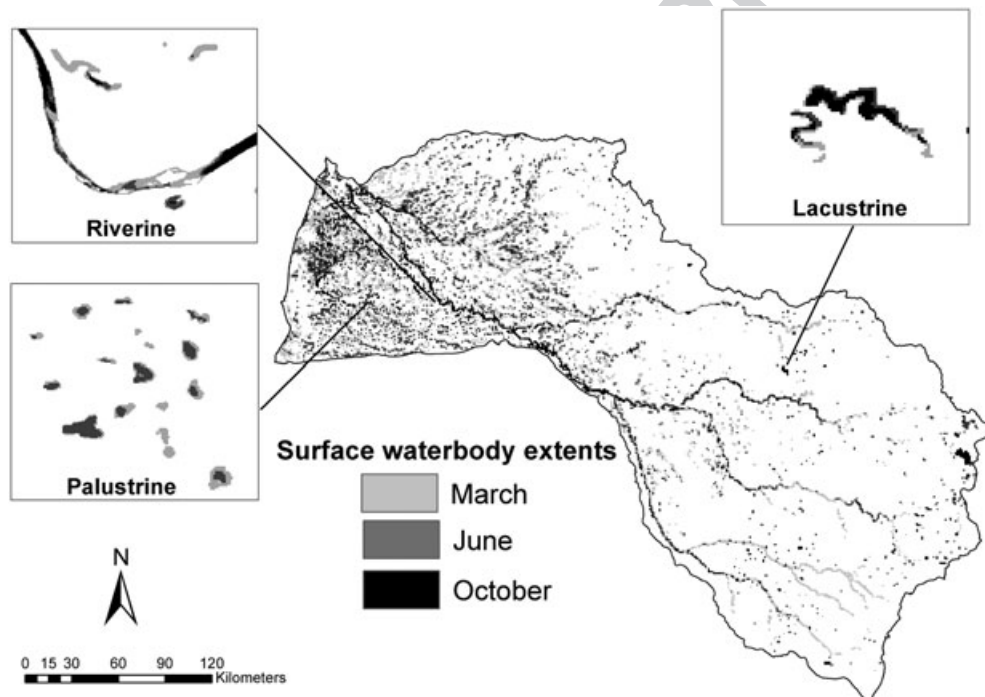 Riverine
Lacustrine
Palustrine
Surface waterbody extents
March
June
October
N
0 15 30 60 90 120
Kilometers